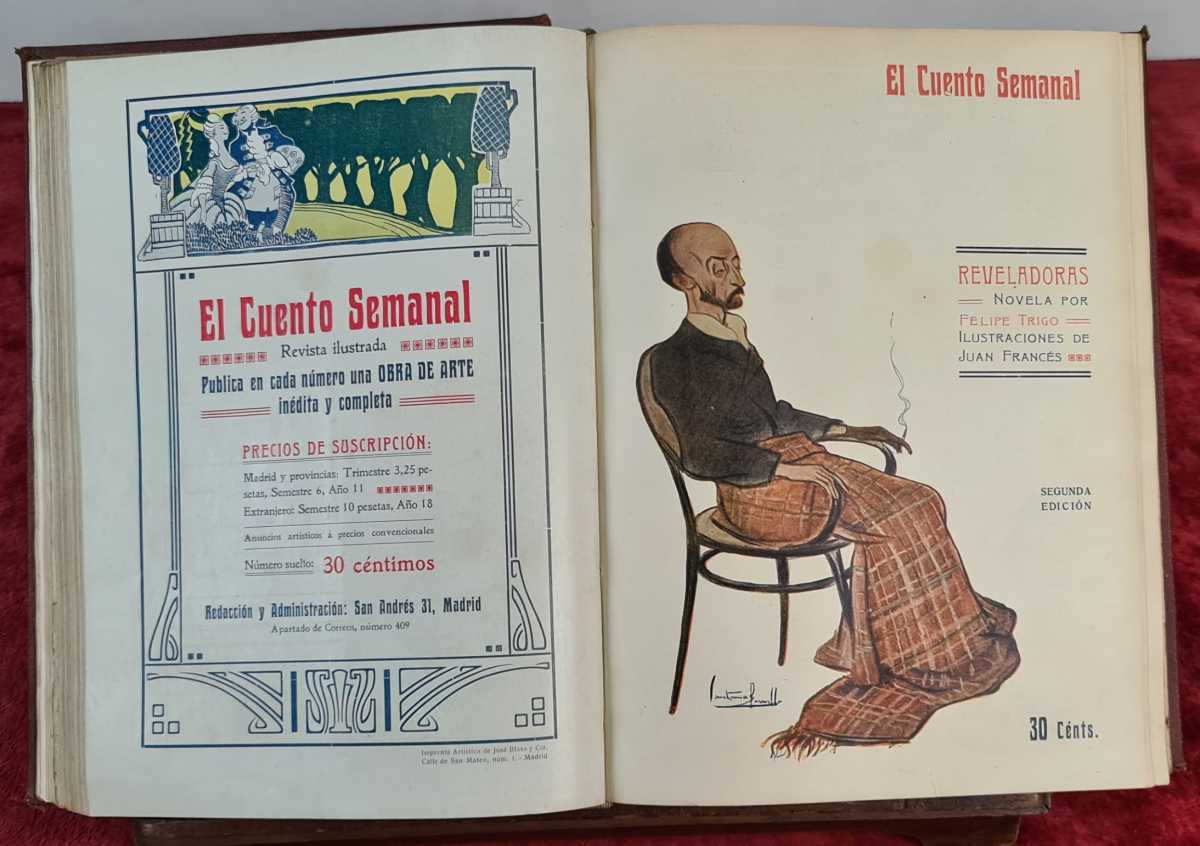 El Cuento Semanal
Revista ilustrada
Publica en cada número una OBRA DE ARTE
inédita y completa
PRECIOS DE SUSCRIPCIÓN:
Madrid y provincias: Trimestre 3,25 pe-
setas, Semestre 6, Año 11
Extranjero: Semestre 10 pesetas, Año 18
Anuncios artísticos á precios convencionales
Número suelto: 30 céntimos
Redacción y Administración: San Andrés 31, Madrid
Apartado de Correos, número 409
Imprenta Artística de José Blass y Cía.
Calle de San Mateo, núm. 1.-Madrid
El Cuento Semanal
REVELADORAS
NOVELA POR
FELIPE TRIGO
ILUSTRACIONES DE
JUAN FRANCÉS
SEGUNDA
EDICIÓN
30 Cénts.